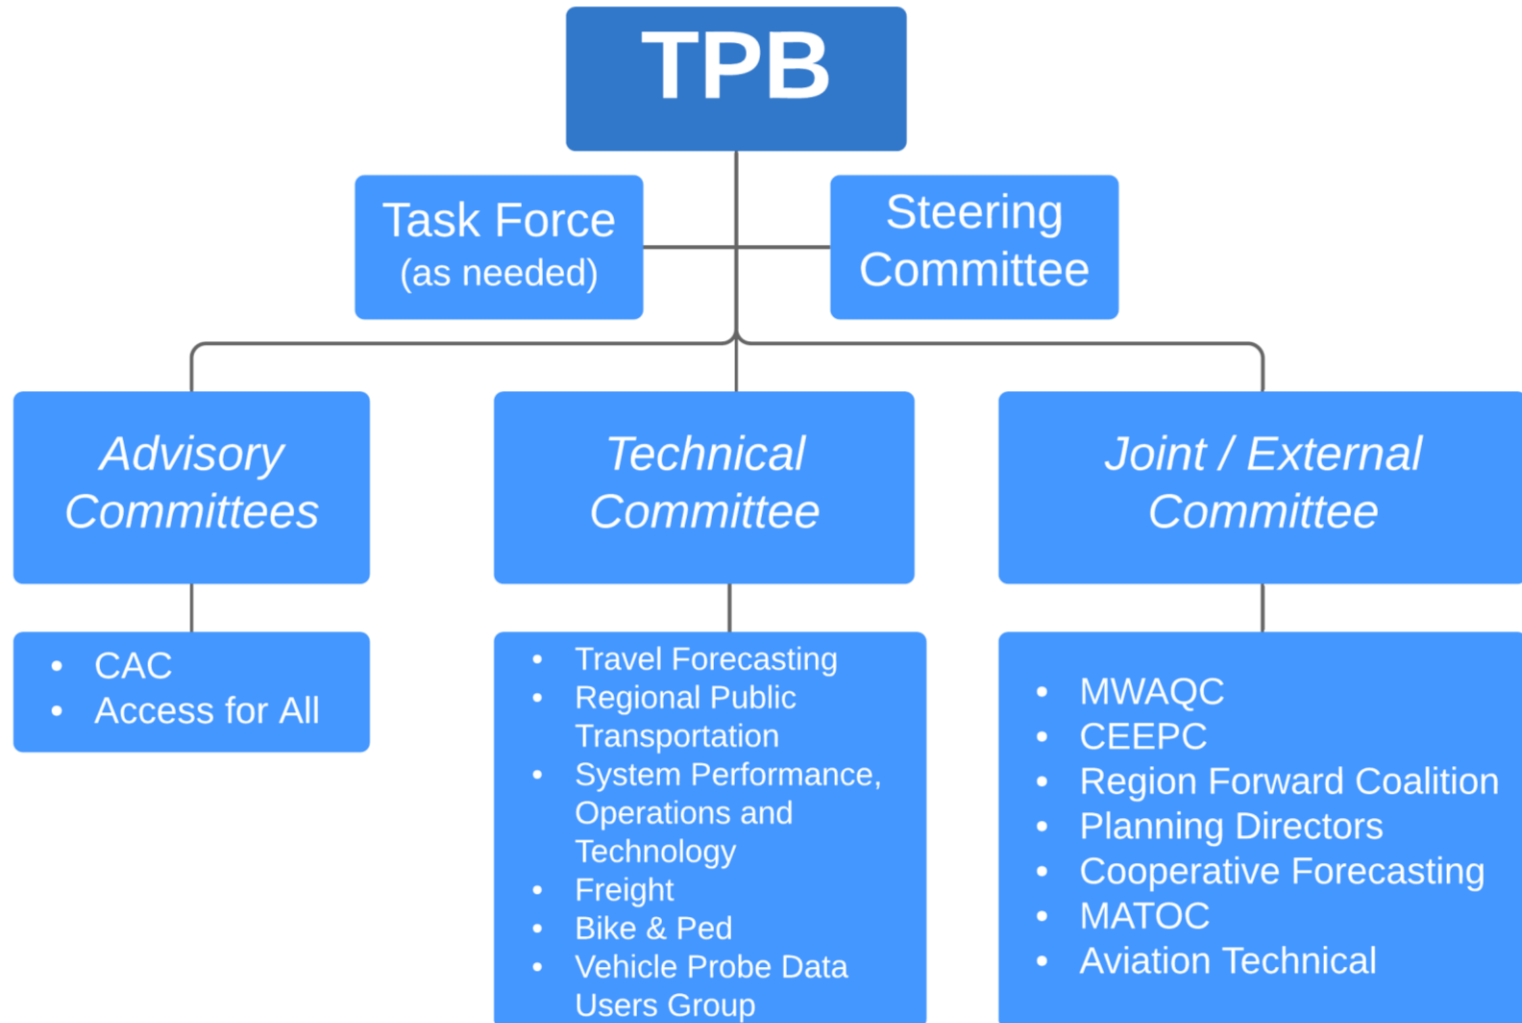 TPB
Task Force
(as needed)
Steering
Committee
Advisory
Committees
Technical
Committee
Joint / External
Committee
• CAC
• Access for All
• Travel Forecasting
• Regional Public
Transportation
• System Performance,
Operations and
Technology
• Freight
• Bike & Ped
• Vehicle Probe Data
Users Group
• MWAQC
• CEEPC
• Region Forward Coalition
• Planning Directors
• Cooperative Forecasting
• MATOC
• Aviation Technical